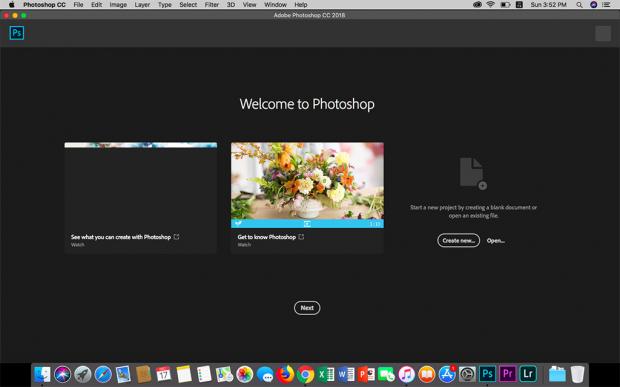 Photoshop CC File Edit Image Layer Type Select Filter 3D View Window Help Sun 3:52 PM
Adobe Photoshop CC 2018
Ps
Welcome to Photoshop
See what you can create with Photoshop
Watch
1:17
Get to know Photoshop
Watch
Start a new project by creating a blank document or
open an existing file.
Create new...
Open...
Next
17
Ps Pr Lr